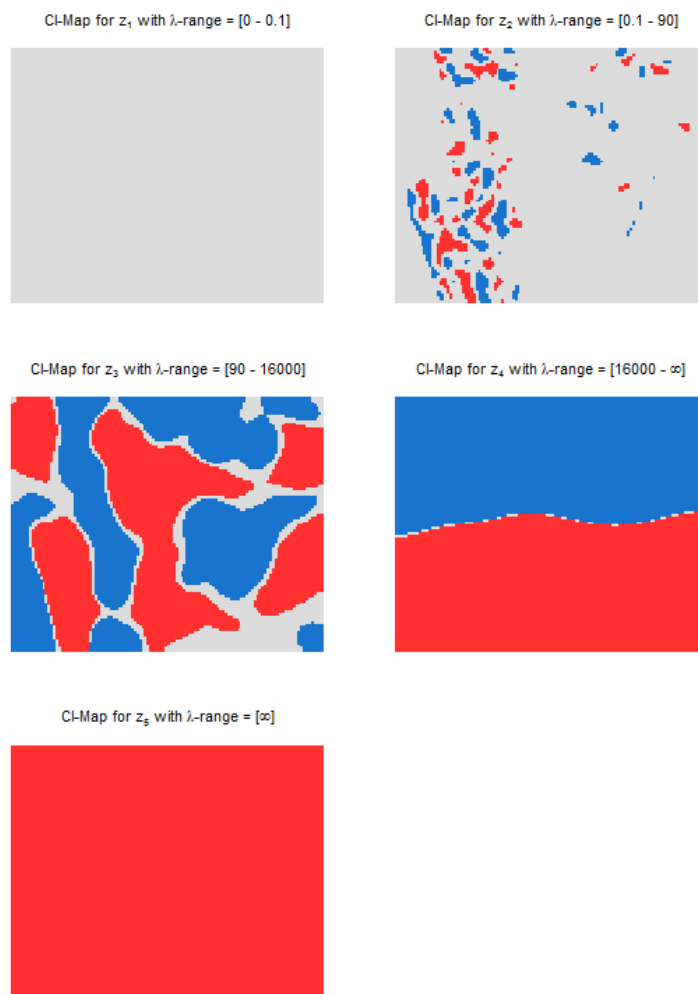 CI-Map for z₁ with λ-range = [0 - 0.1]
CI-Map for z₂ with λ-range = [0.1 - 90]
CI-Map for z₃ with λ-range = [90 - 16000]
CI-Map for z₄ with λ-range = [16000 - ∞]
CI-Map for z₅ with λ-range = [∞]